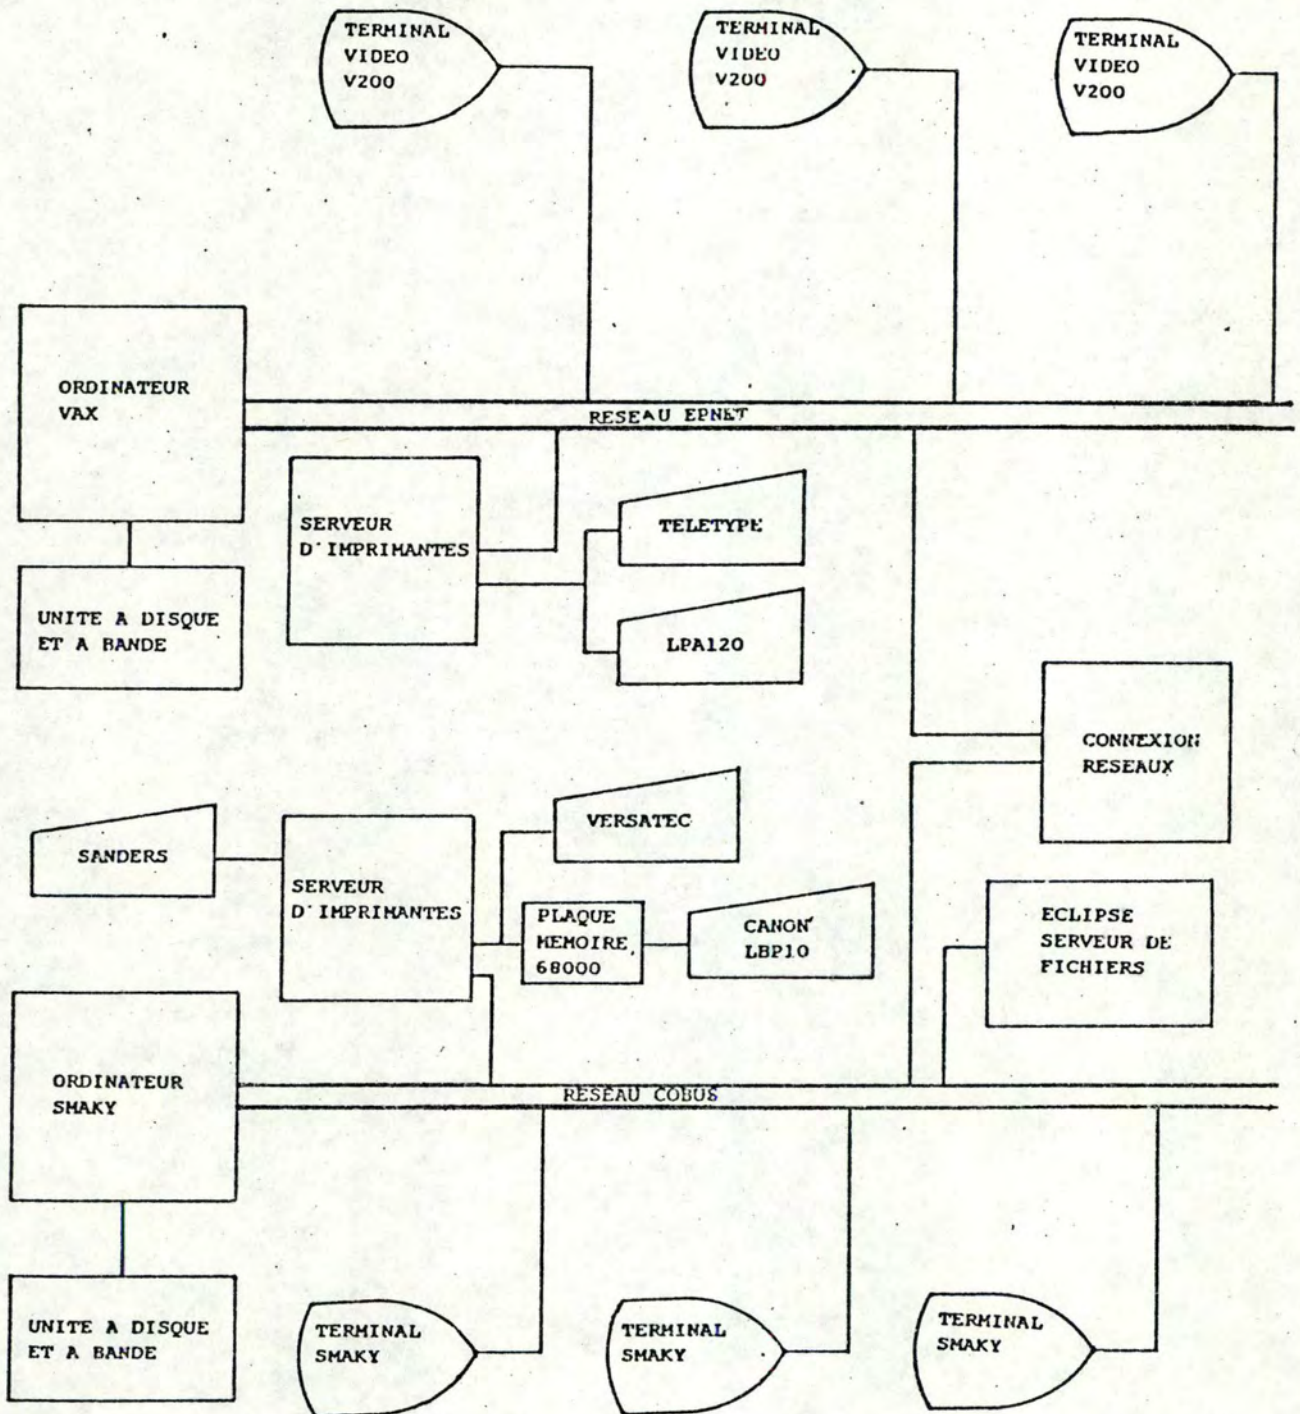 TERMINAL
VIDEO
V200
TERMINAL
VIDEO
V200
TERMINAL
VIDEO
V200
ORDINATEUR
VAX
RESEAU EPNET
SERVEUR
D'IMPRIMANTES
TELETYPE
UNITE A DISQUE
ET A BANDE
LPA120
CONNEXION
RESEAUX
VERSATEC
SANDERS
SERVEUR
D'IMPRIMANTES
PLAQUE
MEMOIRE
68000
CANON
LBP10
ECLIPSE
SERVEUR DE
FICHIERS
ORDINATEUR
SMAKY
RESEAU COBUS
UNITE A DISQUE
ET A BANDE
TERMINAL
SMAKY
TERMINAL
SMAKY
TERMINAL
SMAKY